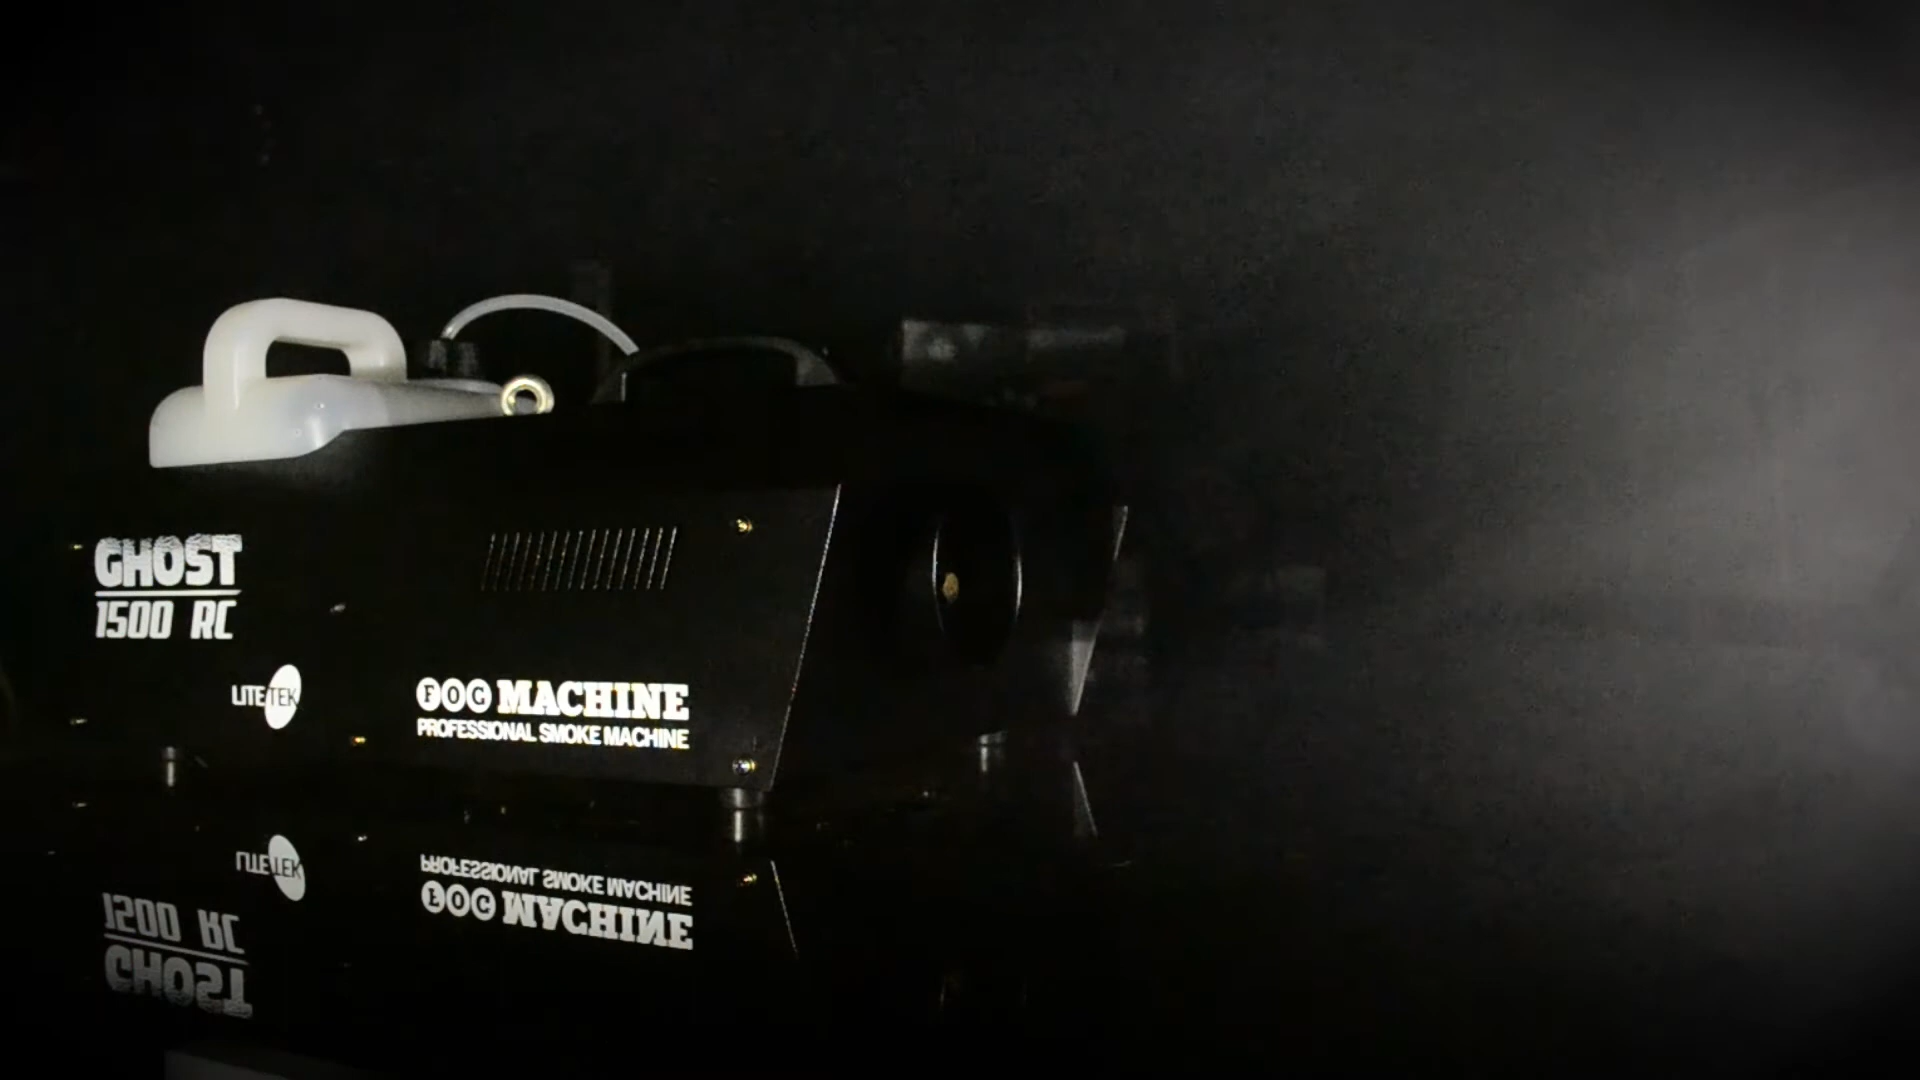 GHOST
1500 RC
LITETEK
FOG MACHINE
PROFESSIONAL SMOKE MACHINE